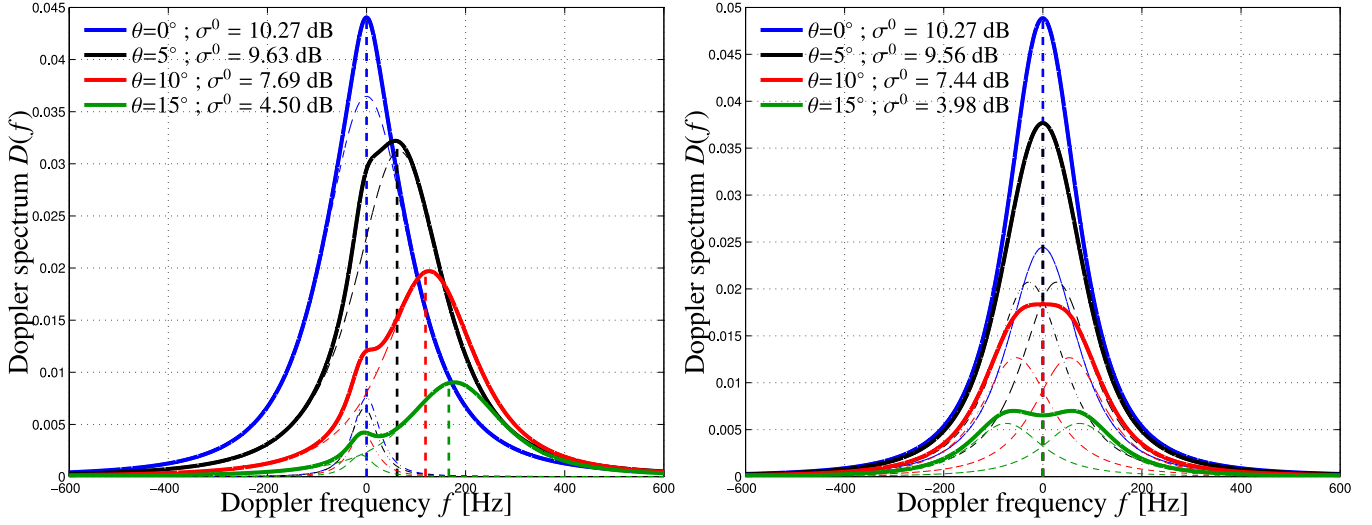 θ=0° ; σ⁰ = 10.27 dB
θ=5° ; σ⁰ = 9.63 dB
θ=10° ; σ⁰ = 7.69 dB
θ=15° ; σ⁰ = 4.50 dB
Doppler spectrum D(f)
0.045
0.04
0.035
0.03
0.025
0.02
0.015
0.01
0.005
0
−600 −400 −200 0 200 400 600
Doppler frequency f [Hz]
θ=0° ; σ⁰ = 10.27 dB
θ=5° ; σ⁰ = 9.56 dB
θ=10° ; σ⁰ = 7.44 dB
θ=15° ; σ⁰ = 3.98 dB
Doppler spectrum D(f)
0.05
0.045
0.04
0.035
0.03
0.025
0.02
0.015
0.01
0.005
0
−600 −400 −200 0 200 400 600
Doppler frequency f [Hz]